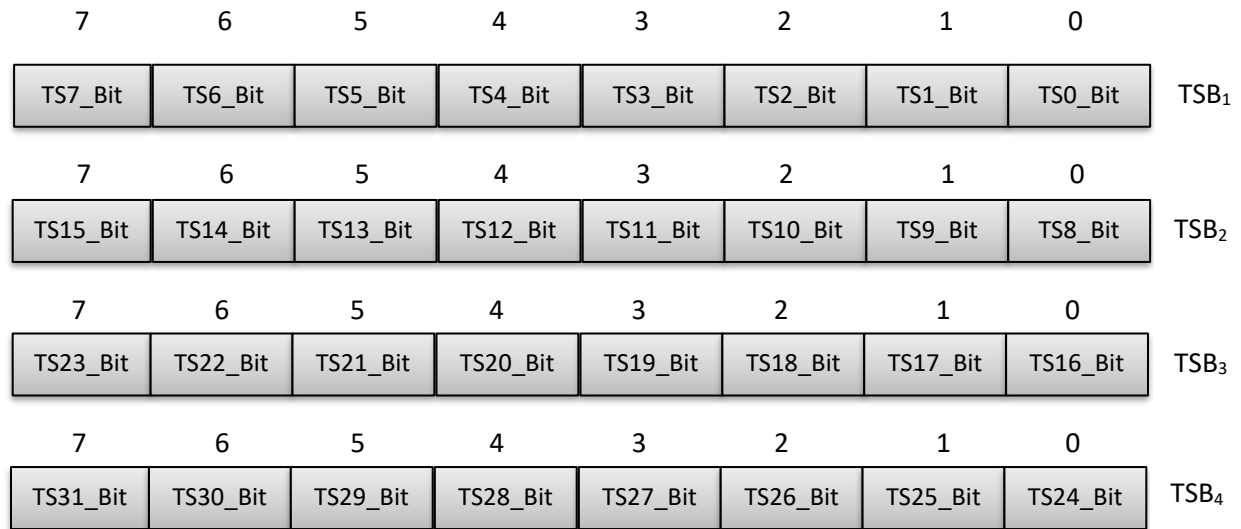 7 6 5 4 3 2 1 0
TS7_Bit TS6_Bit TS5_Bit TS4_Bit TS3_Bit TS2_Bit TS1_Bit TS0_Bit TSB₁
7 6 5 4 3 2 1 0
TS15_Bit TS14_Bit TS13_Bit TS12_Bit TS11_Bit TS10_Bit TS9_Bit TS8_Bit TSB₂
7 6 5 4 3 2 1 0
TS23_Bit TS22_Bit TS21_Bit TS20_Bit TS19_Bit TS18_Bit TS17_Bit TS16_Bit TSB₃
7 6 5 4 3 2 1 0
TS31_Bit TS30_Bit TS29_Bit TS28_Bit TS27_Bit TS26_Bit TS25_Bit TS24_Bit TSB₄